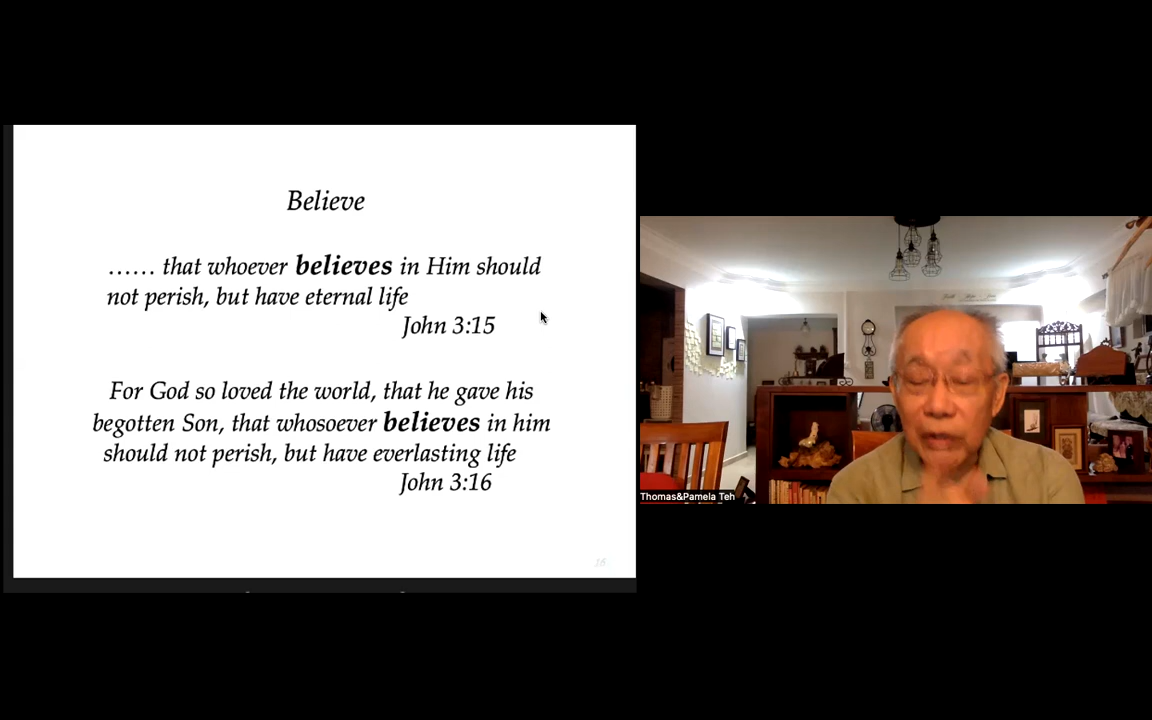 Believe
…… that whoever believes in Him should
not perish, but have eternal life
John 3:15
For God so loved the world, that he gave his
begotten Son, that whosoever believes in him
should not perish, but have everlasting life
John 3:16
16
Thomas&Pamela Teh